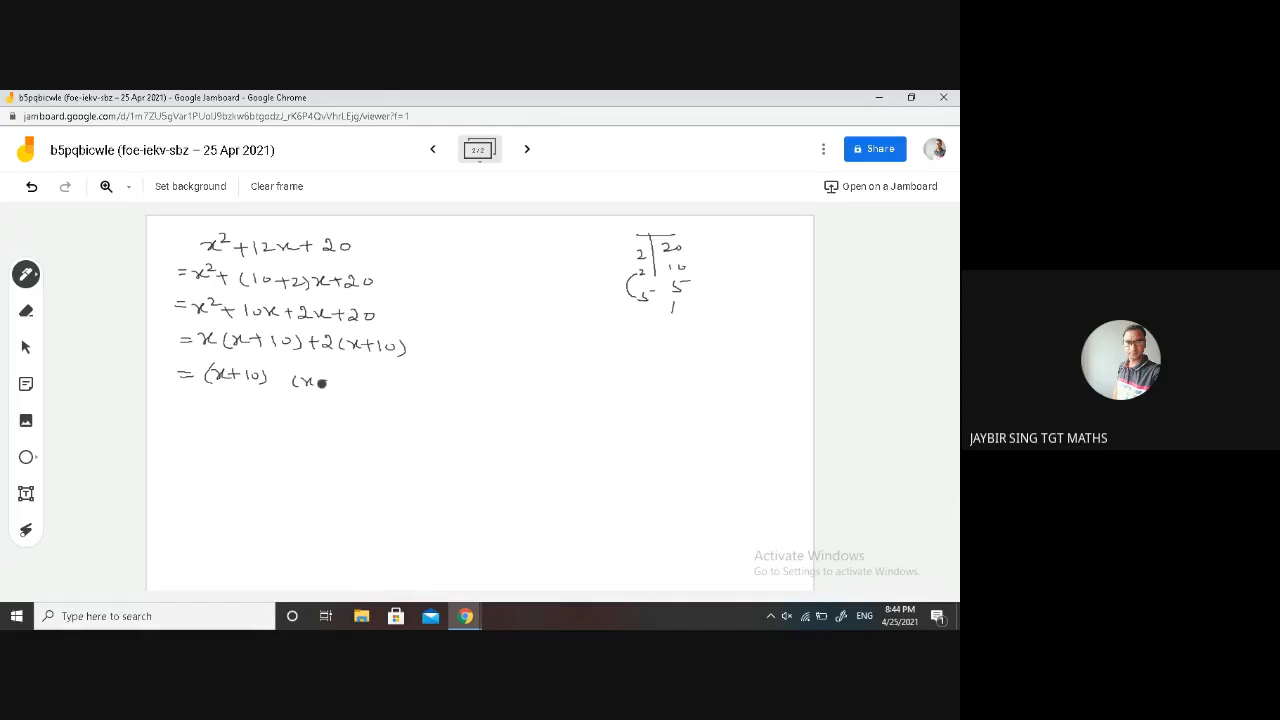 b5pqbicwle (foe-iekv-sbz – 25 Apr 2021) - Google Jamboard - Google Chrome
jamboard.google.com/d/1m7ZU5gVar1PUolJ9bzkw6btgodzJ_rK6P4QvVhrLEjg/viewer?f=1
b5pqbicwle (foe-iekv-sbz – 25 Apr 2021)
2/2
Share
Set background
Clear frame
Open on a Jamboard
x²+12x+20
=x²+(10+2)x+20
=x²+10x+2x+20
=x(x+10)+2(x+10)
=(x+10) (x
2 20
2 10
5 5
1
JAYBIR SING TGT MATHS
Activate Windows
Go to Settings to activate Windows.
Type here to search
ENG
8:44 PM
4/25/2021
1